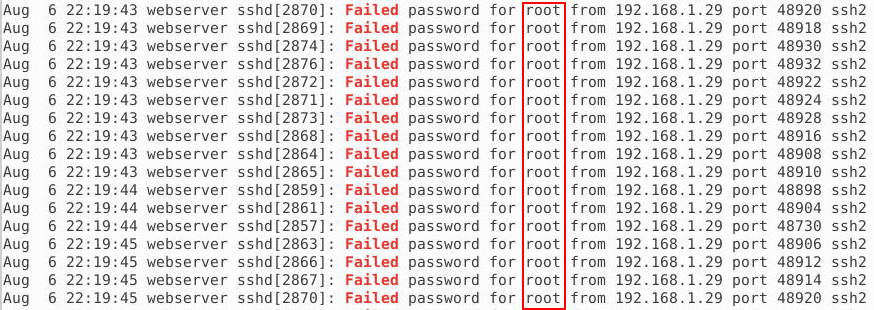 Aug  6 22:19:43 webserver sshd[2870]: Failed password for root from 192.168.1.29 port 48920 ssh2
Aug  6 22:19:43 webserver sshd[2869]: Failed password for root from 192.168.1.29 port 48918 ssh2
Aug  6 22:19:43 webserver sshd[2874]: Failed password for root from 192.168.1.29 port 48930 ssh2
Aug  6 22:19:43 webserver sshd[2876]: Failed password for root from 192.168.1.29 port 48932 ssh2
Aug  6 22:19:43 webserver sshd[2872]: Failed password for root from 192.168.1.29 port 48922 ssh2
Aug  6 22:19:43 webserver sshd[2871]: Failed password for root from 192.168.1.29 port 48924 ssh2
Aug  6 22:19:43 webserver sshd[2873]: Failed password for root from 192.168.1.29 port 48928 ssh2
Aug  6 22:19:43 webserver sshd[2868]: Failed password for root from 192.168.1.29 port 48916 ssh2
Aug  6 22:19:43 webserver sshd[2864]: Failed password for root from 192.168.1.29 port 48908 ssh2
Aug  6 22:19:43 webserver sshd[2865]: Failed password for root from 192.168.1.29 port 48910 ssh2
Aug  6 22:19:44 webserver sshd[2859]: Failed password for root from 192.168.1.29 port 48898 ssh2
Aug  6 22:19:44 webserver sshd[2861]: Failed password for root from 192.168.1.29 port 48904 ssh2
Aug  6 22:19:44 webserver sshd[2857]: Failed password for root from 192.168.1.29 port 48730 ssh2
Aug  6 22:19:45 webserver sshd[2863]: Failed password for root from 192.168.1.29 port 48906 ssh2
Aug  6 22:19:45 webserver sshd[2866]: Failed password for root from 192.168.1.29 port 48912 ssh2
Aug  6 22:19:45 webserver sshd[2867]: Failed password for root from 192.168.1.29 port 48914 ssh2
Aug  6 22:19:45 webserver sshd[2870]: Failed password for root from 192.168.1.29 port 48920 ssh2